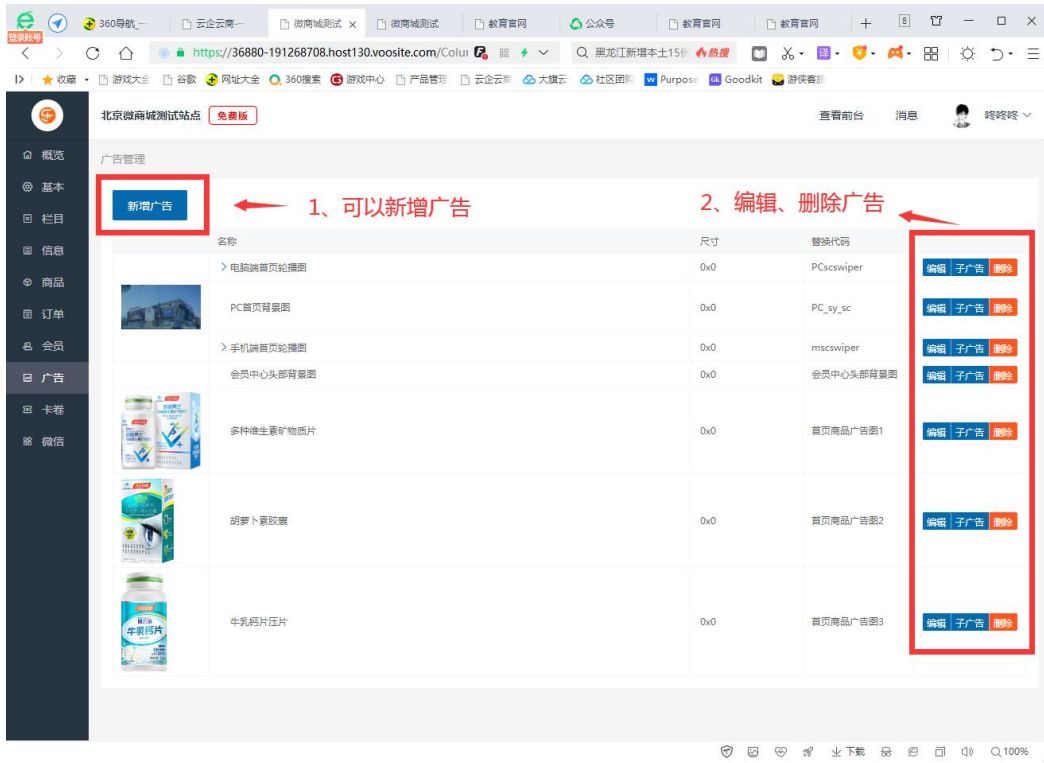 登录账号
360导航_一
云企云商-一
微商城测试
微商城测试
教育官网
公众号
教育官网
教育官网
8
https://36880-191268708.host130.voosite.com/Colur
黑龙江新增本土15例
热搜
收藏
游戏大全
谷歌
网址大全
360搜索
游戏中心
产品管理
云企云商
大旗云
社区团购
Purpose
Goodkit
游侠客部
北京微商城测试站点
免费版
查看前台
消息
咚咚咚
概览
基本
栏目
信息
商品
订单
会员
广告
卡卷
微信
广告管理
新增广告
1、可以新增广告
2、编辑、删除广告
名称 尺寸 替换代码
电脑端首页轮播图 0x0 PCscswiper 编辑 子广告 删除
PC首页背景图 0x0 PC_sy_sc 编辑 子广告 删除
手机端首页轮播图 0x0 mscswiper 编辑 子广告 删除
会员中心头部背景图 0x0 会员中心头部背景图 编辑 子广告 删除
多种维生素矿物质片 0x0 首页商品广告图1 编辑 子广告 删除
胡萝卜素胶囊 0x0 首页商品广告图2 编辑 子广告 删除
牛乳钙片
牛乳钙片压片 0x0 首页商品广告图3 编辑 子广告 删除
下载
100%